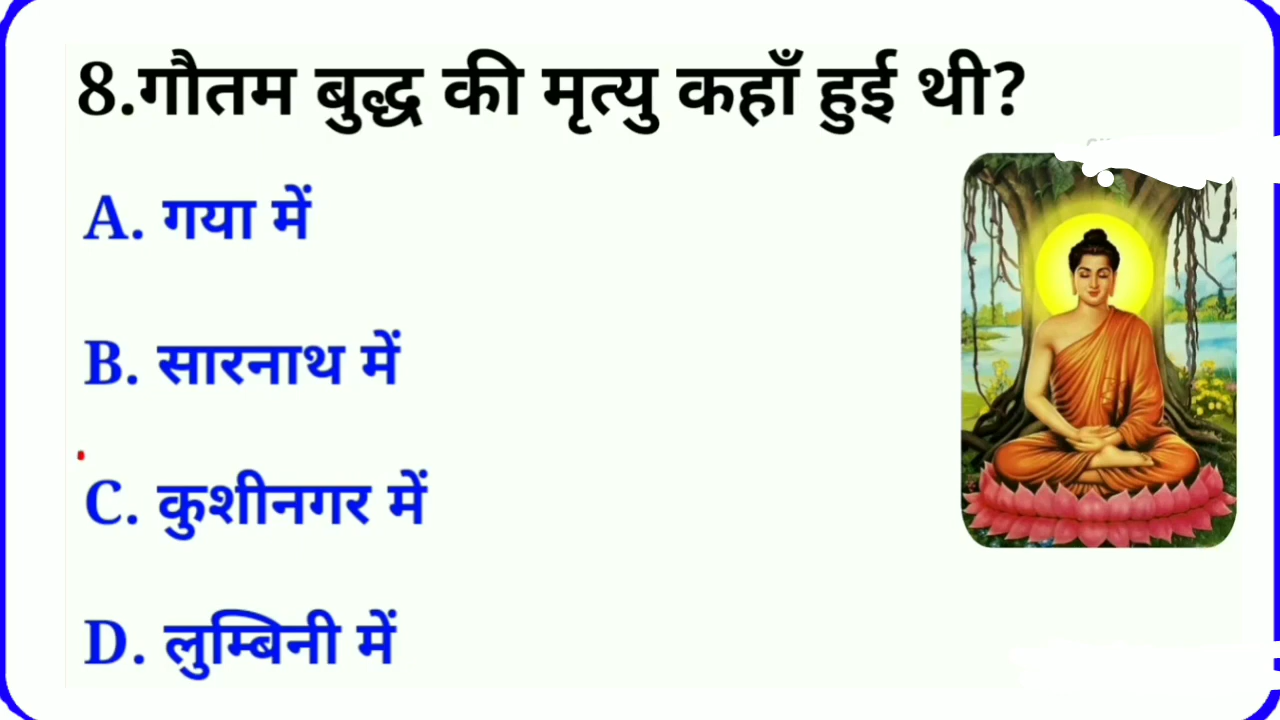 8.गौतम बुद्ध की मृत्यु कहाँ हुई थी?
A. गया में
B. सारनाथ में
C. कुशीनगर में
D. लुम्बिनी में